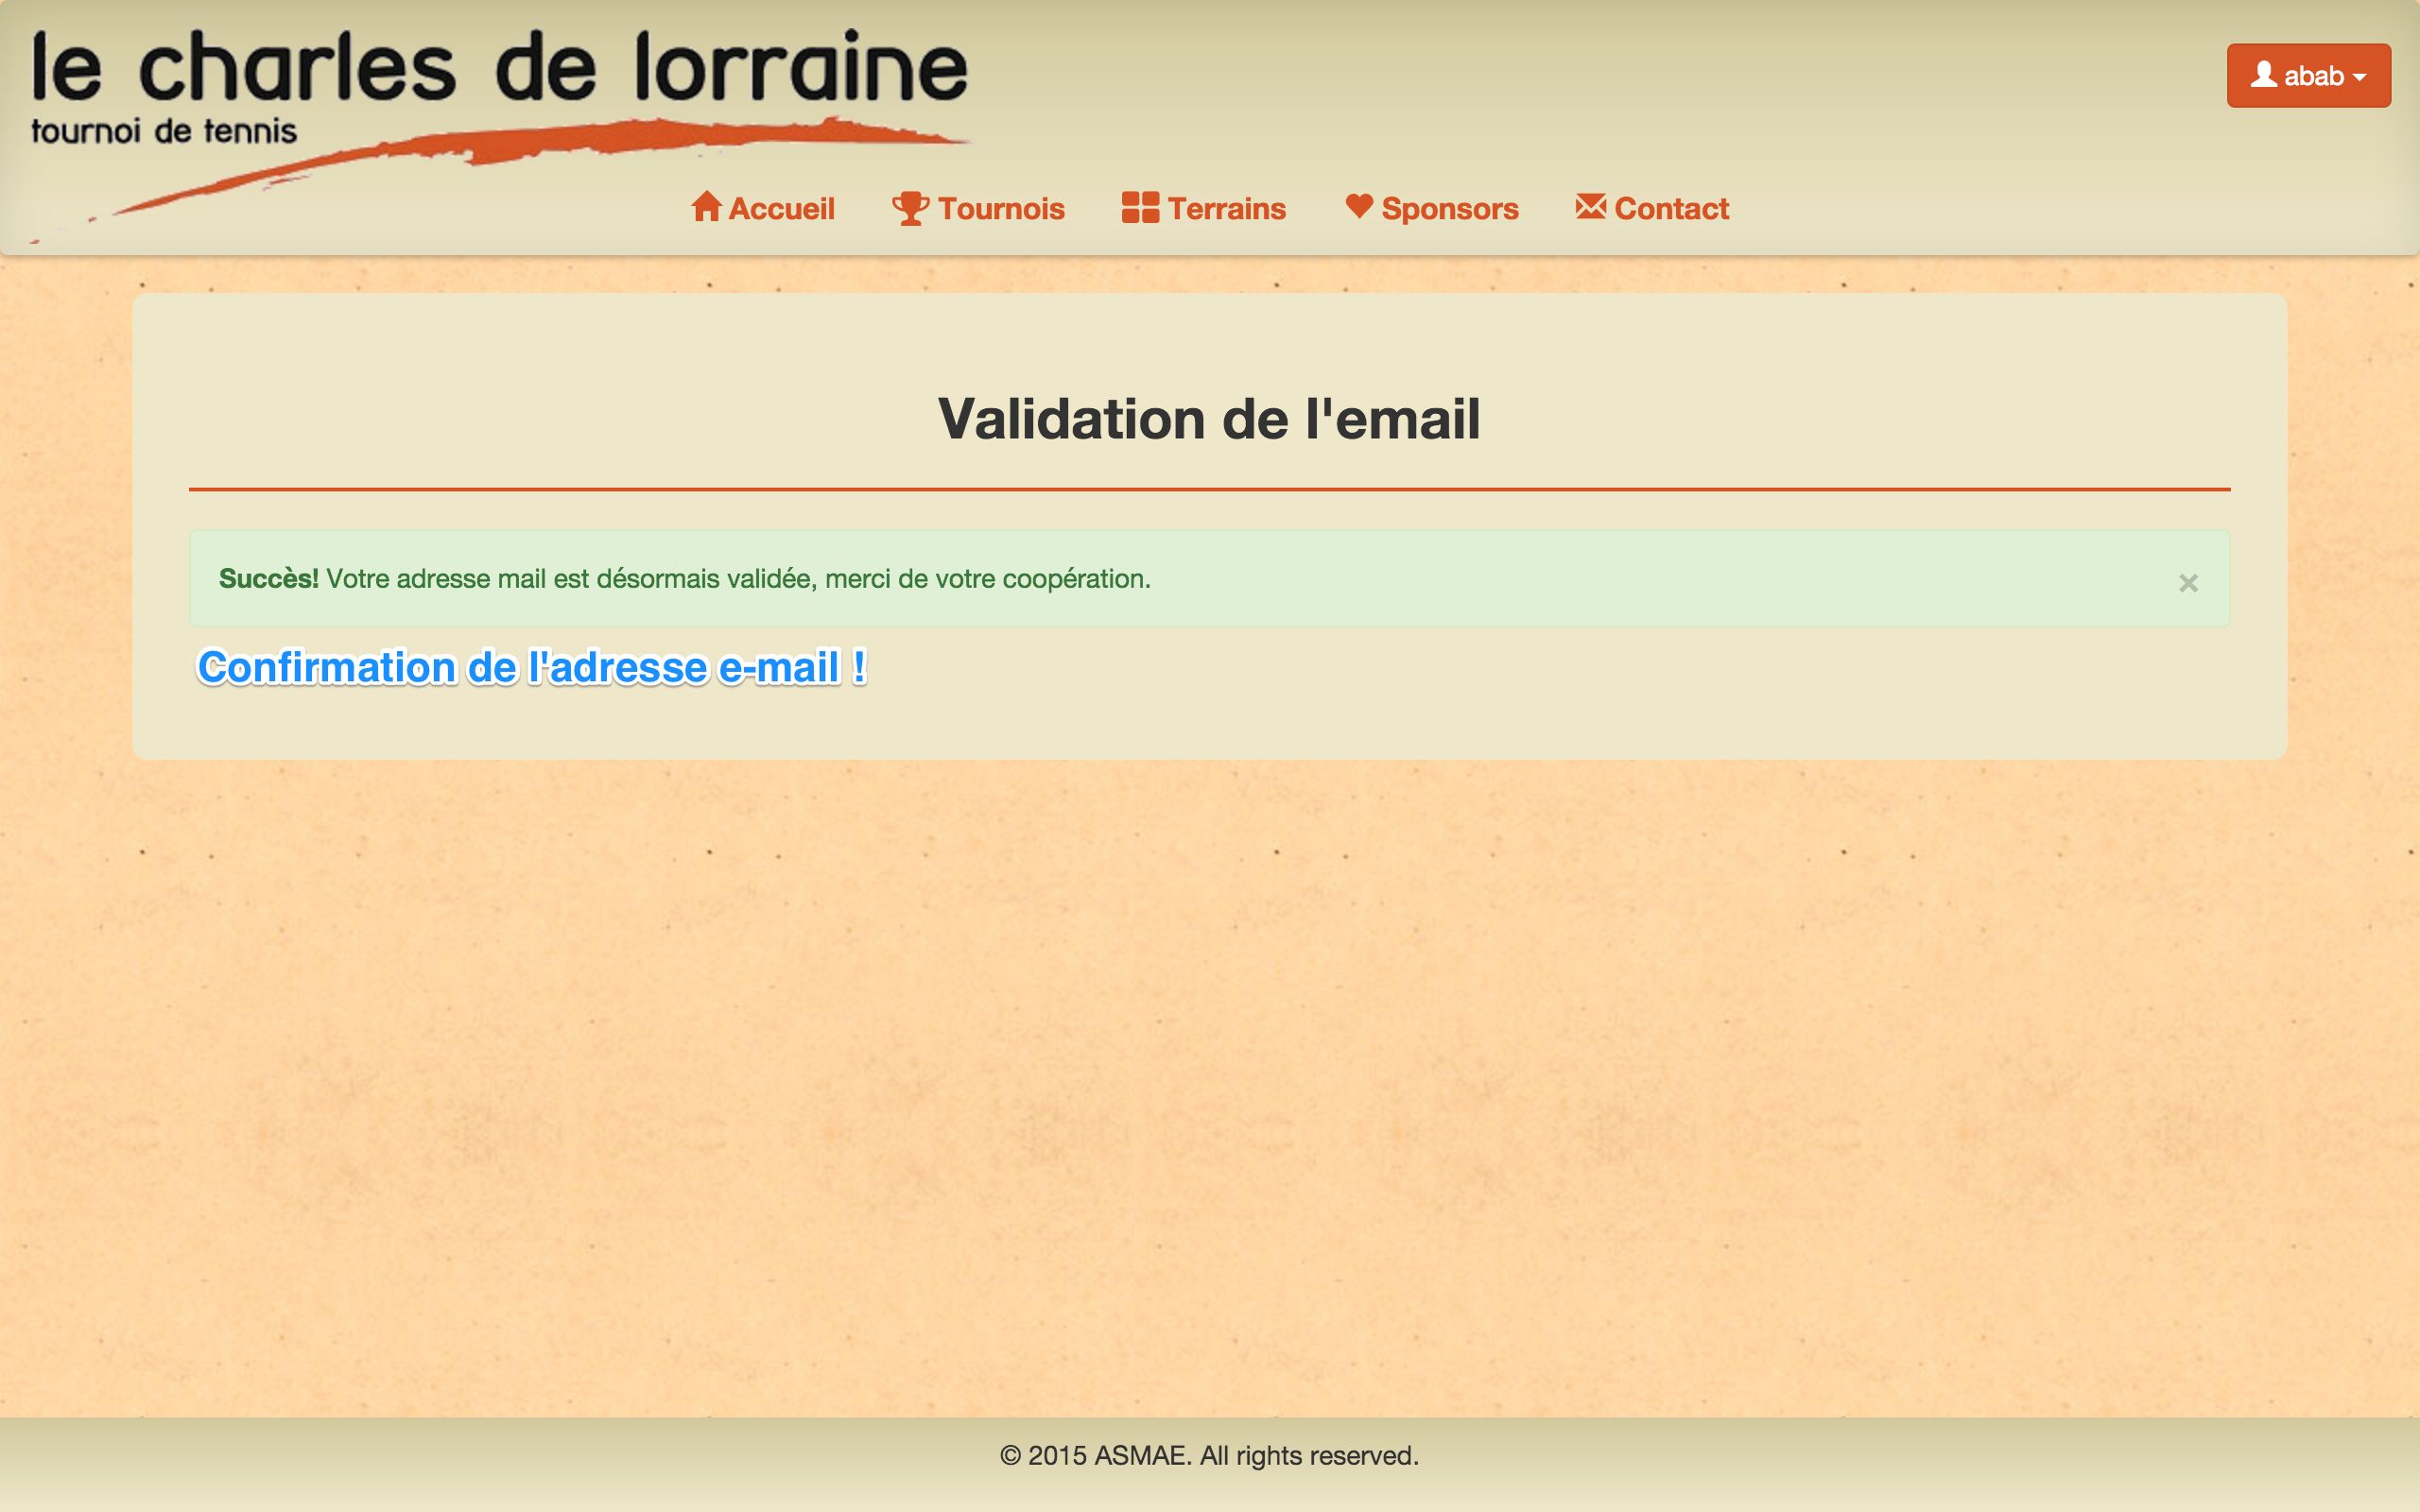 le charles de lorraine
tournoi de tennis
abab
Accueil Tournois Terrains Sponsors Contact
Validation de l'email
Succès! Votre adresse mail est désormais validée, merci de votre coopération.
×
Confirmation de l'adresse e-mail !
© 2015 ASMAE. All rights reserved.